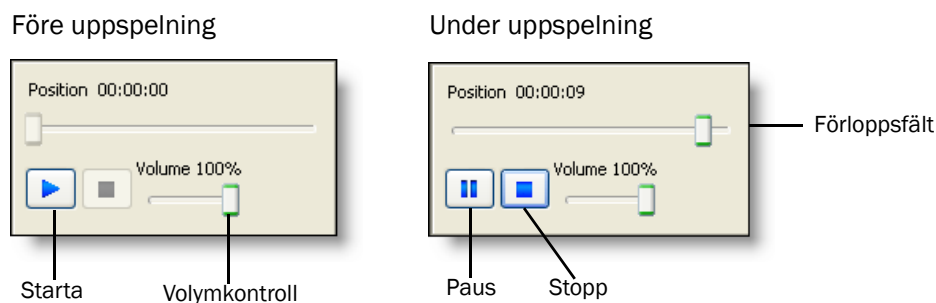 Före uppspelning
Under uppspelning
Position 00:00:00
Volume 100%
Position 00:00:09
Volume 100%
Förloppsfält
Starta
Volymkontroll
Paus
Stopp